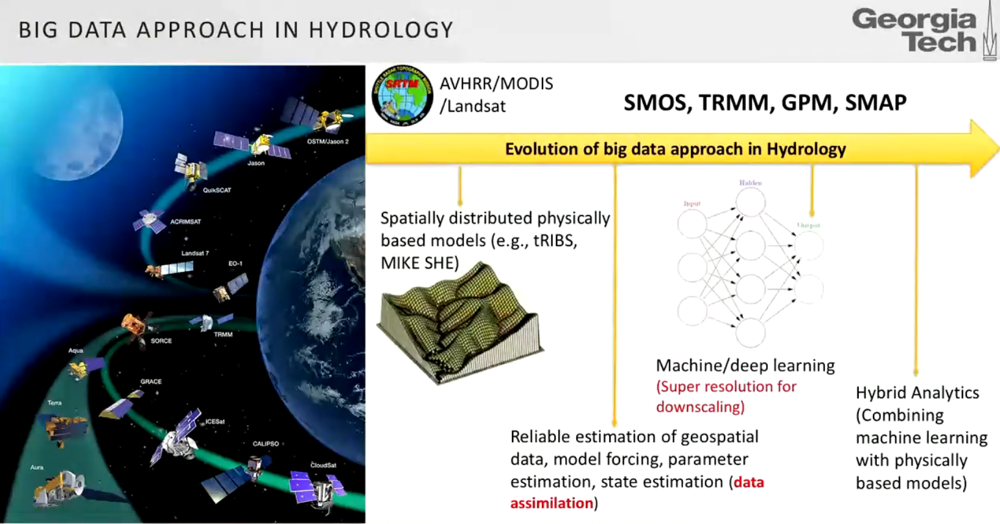 BIG DATA APPROACH IN HYDROLOGY
Georgia
Tech
SHUTTLE RADAR TOPOGRAPHY MISSION
SRTM
AVHRR/MODIS
/Landsat
SMOS, TRMM, GPM, SMAP
Evolution of big data approach in Hydrology
OSTM/Jason 2
Jason
QuikSCAT
ACRIMSAT
Landsat 7
EO-1
SORCE
TRMM
Aqua
GRACE
Terra
ICESat
CALIPSO
Aura
CloudSat
Spatially distributed physically
based models (e.g., tRIBS,
MIKE SHE)
Reliable estimation of geospatial
data, model forcing, parameter
estimation, state estimation (data
assimilation)
Hidden
Input
Output
Machine/deep learning
(Super resolution for
downscaling)
Hybrid Analytics
(Combining
machine learning
with physically
based models)